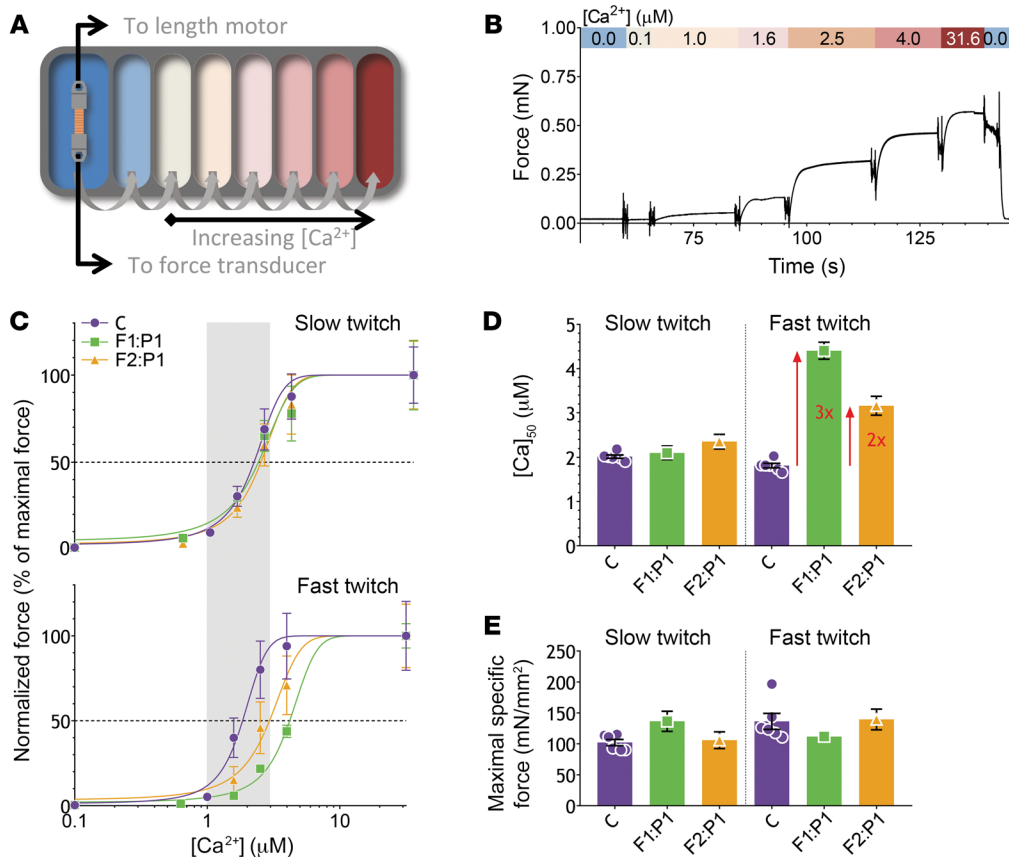 A
To length motor
Increasing [Ca²⁺]
To force transducer
B
[Ca²⁺] (μM)
0.0 0.1 1.0 1.6 2.5 4.0 31.6 0.0
1.00
0.75
0.50
0.25
0.00
Force (mN)
75 100 125
Time (s)
C
C
F1:P1
F2:P1
Slow twitch
100
50
0
Fast twitch
100
50
0
Normalized force (% of maximal force)
0.1 1 10
[Ca²⁺] (μM)
D
Slow twitch Fast twitch
5
4
3
2
1
0
[Ca]₅₀ (μM)
3x
2x
C F1:P1 F2:P1 C F1:P1 F2:P1
E
Slow twitch Fast twitch
250
200
150
100
50
0
Maximal specific
force (mN/mm²)
C F1:P1 F2:P1 C F1:P1 F2:P1